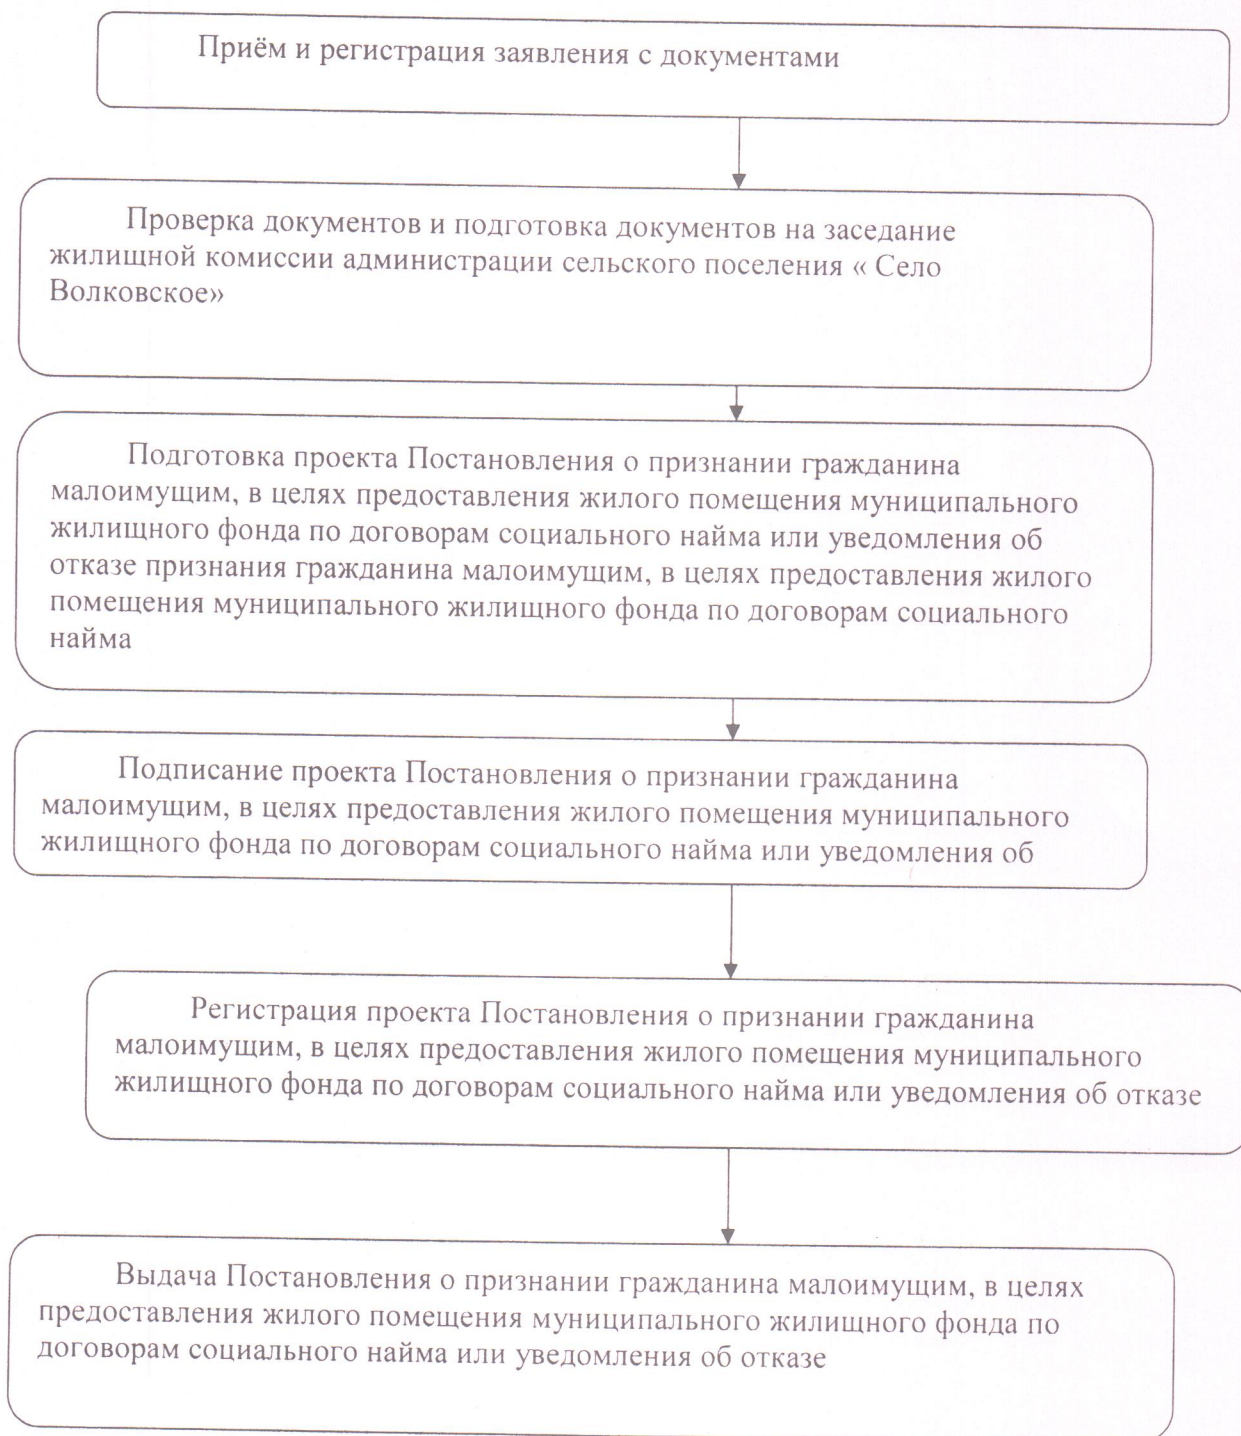 Приём и регистрация заявления с документами
Проверка документов и подготовка документов на заседание
жилищной комиссии администрации сельского поселения « Село
Волковское»
Подготовка проекта Постановления о признании гражданина
малоимущим, в целях предоставления жилого помещения муниципального
жилищного фонда по договорам социального найма или уведомления об
отказе признания гражданина малоимущим, в целях предоставления жилого
помещения муниципального жилищного фонда по договорам социального
найма
Подписание проекта Постановления о признании гражданина
малоимущим, в целях предоставления жилого помещения муниципального
жилищного фонда по договорам социального найма или уведомления об
Регистрация проекта Постановления о признании гражданина
малоимущим, в целях предоставления жилого помещения муниципального
жилищного фонда по договорам социального найма или уведомления об отказе
Выдача Постановления о признании гражданина малоимущим, в целях
предоставления жилого помещения муниципального жилищного фонда по
договорам социального найма или уведомления об отказе